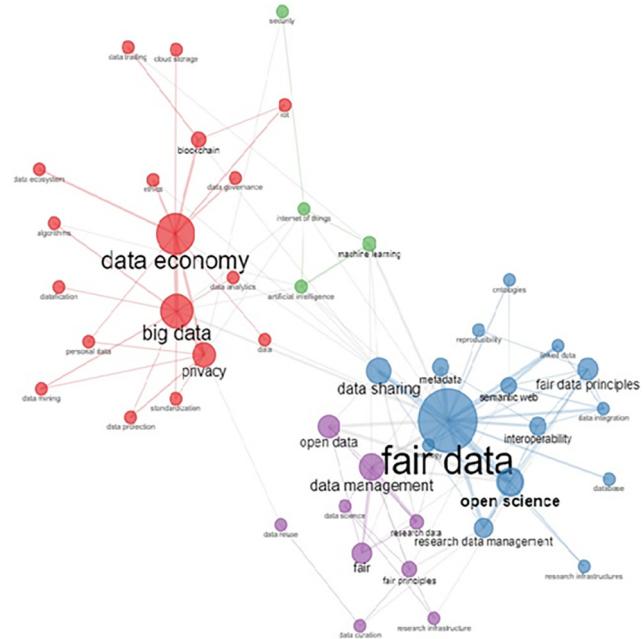 security
data trading
cloud storage
iot
blockchain
data ecosystem
ethics
data governance
internet of things
algorithms
machine learning
data economy
data analytics
artificial intelligence
ontologies
datafication
big data
reproducibility
personal data
data
linked data
privacy
metadata
fair data principles
data sharing
semantic web
data mining
standardization
data integration
data protection
open data
interoperability
fair data
data management
database
open science
data science
research data
data reuse
research data management
fair
fair principles
research infrastructures
data curation
research infrastructure